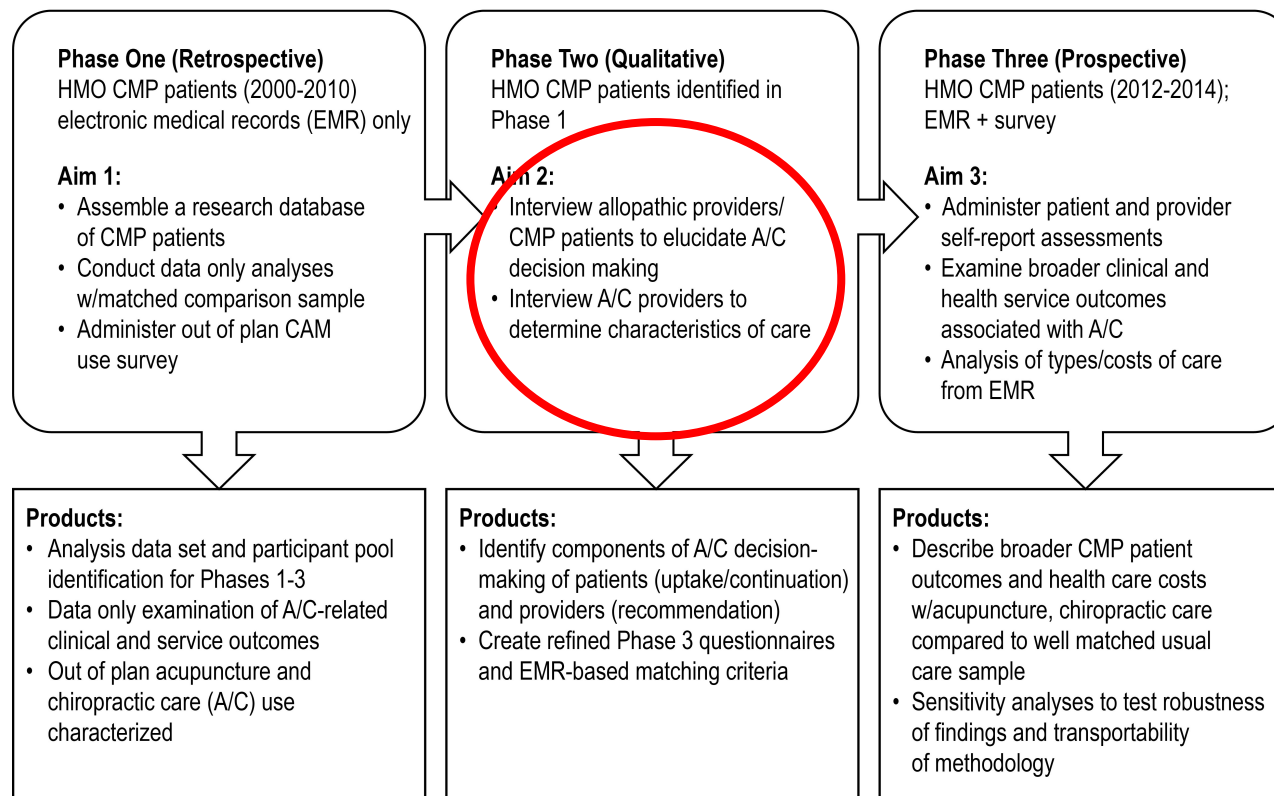 Phase One (Retrospective)
HMO CMP patients (2000-2010)
electronic medical records (EMR) only
Aim 1:
• Assemble a research database
of CMP patients
• Conduct data only analyses
w/matched comparison sample
• Administer out of plan CAM
use survey
Phase Two (Qualitative)
HMO CMP patients identified in
Phase 1
Aim 2:
• Interview allopathic providers/
CMP patients to elucidate A/C
decision making
• Interview A/C providers to
determine characteristics of care
Phase Three (Prospective)
HMO CMP patients (2012-2014);
EMR + survey
Aim 3:
• Administer patient and provider
self-report assessments
• Examine broader clinical and
health service outcomes
associated with A/C
• Analysis of types/costs of care
from EMR
Products:
• Analysis data set and participant pool
identification for Phases 1-3
• Data only examination of A/C-related
clinical and service outcomes
• Out of plan acupuncture and
chiropractic care (A/C) use
characterized
Products:
• Identify components of A/C decision-
making of patients (uptake/continuation)
and providers (recommendation)
• Create refined Phase 3 questionnaires
and EMR-based matching criteria
Products:
• Describe broader CMP patient
outcomes and health care costs
w/acupuncture, chiropractic care
compared to well matched usual
care sample
• Sensitivity analyses to test robustness
of findings and transportability
of methodology